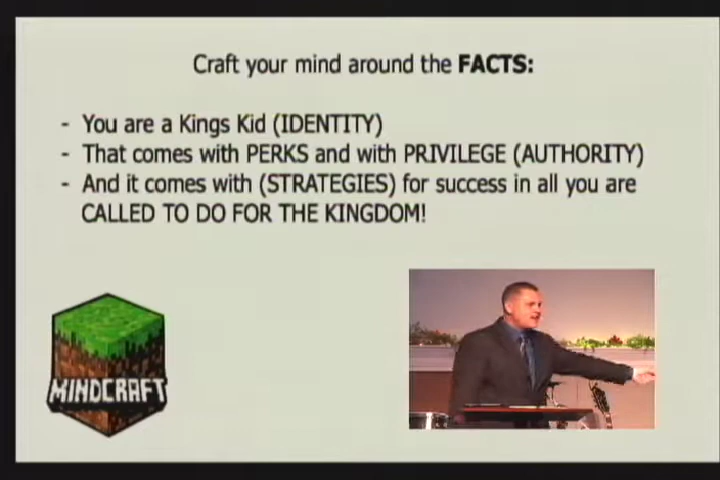 Craft your mind around the FACTS:
- You are a Kings Kid (IDENTITY)
- That comes with PERKS and with PRIVILEGE (AUTHORITY)
- And it comes with (STRATEGIES) for success in all you are
CALLED TO DO FOR THE KINGDOM!
MINDCRAFT